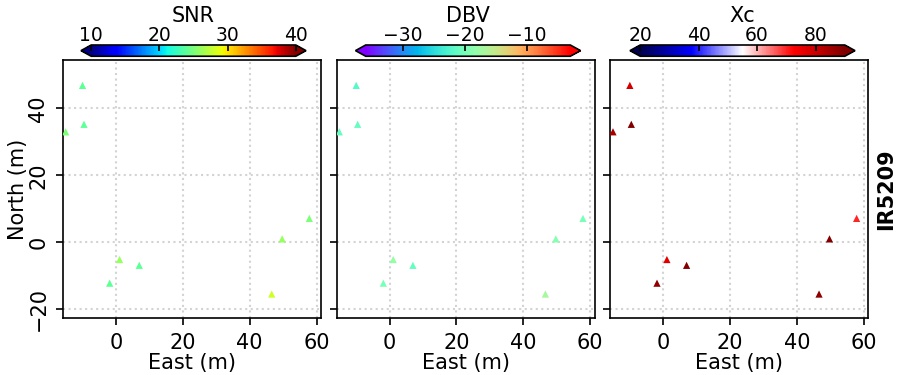 SNR DBV Xc
10 20 30 40 −30 −20 −10 20 40 60 80
North (m)
40
20
0
−20
IR5209
0 20 40 60 0 20 40 60 0 20 40 60
East (m) East (m) East (m)